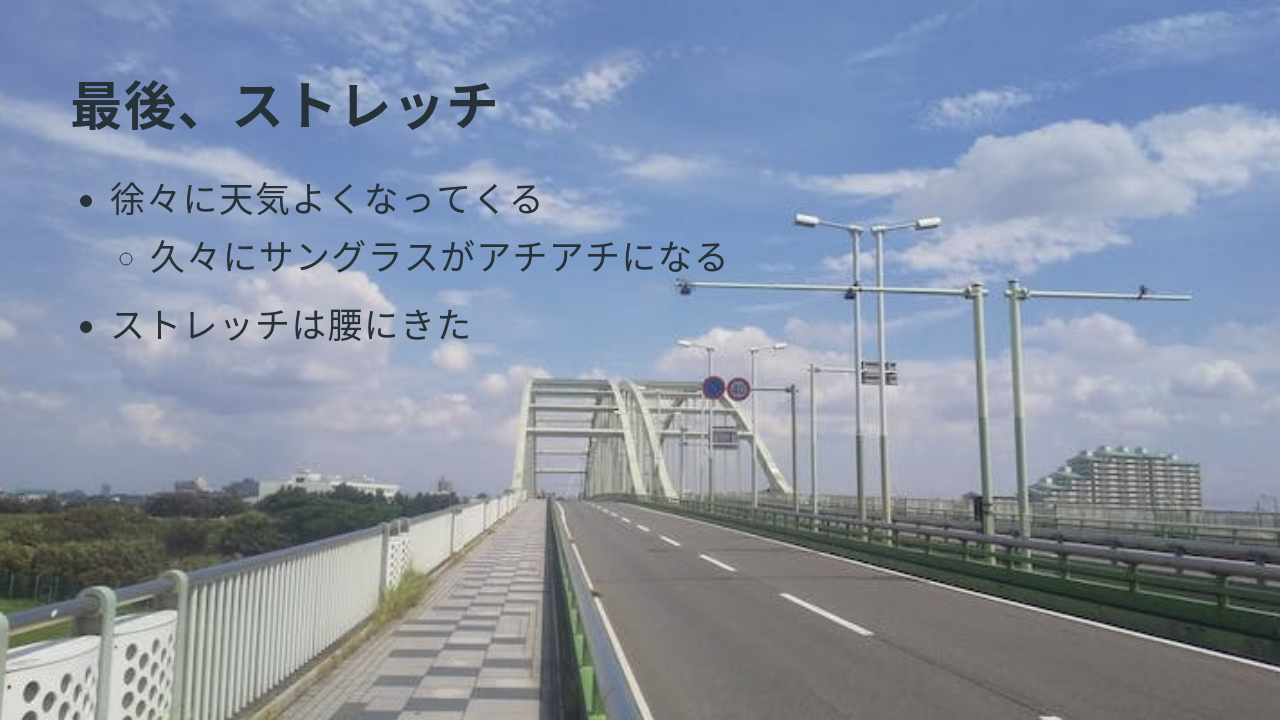 最後、ストレッチ
徐々に天気よくなってくる
久々にサングラスがアチアチになる
ストレッチは腰にきた
40